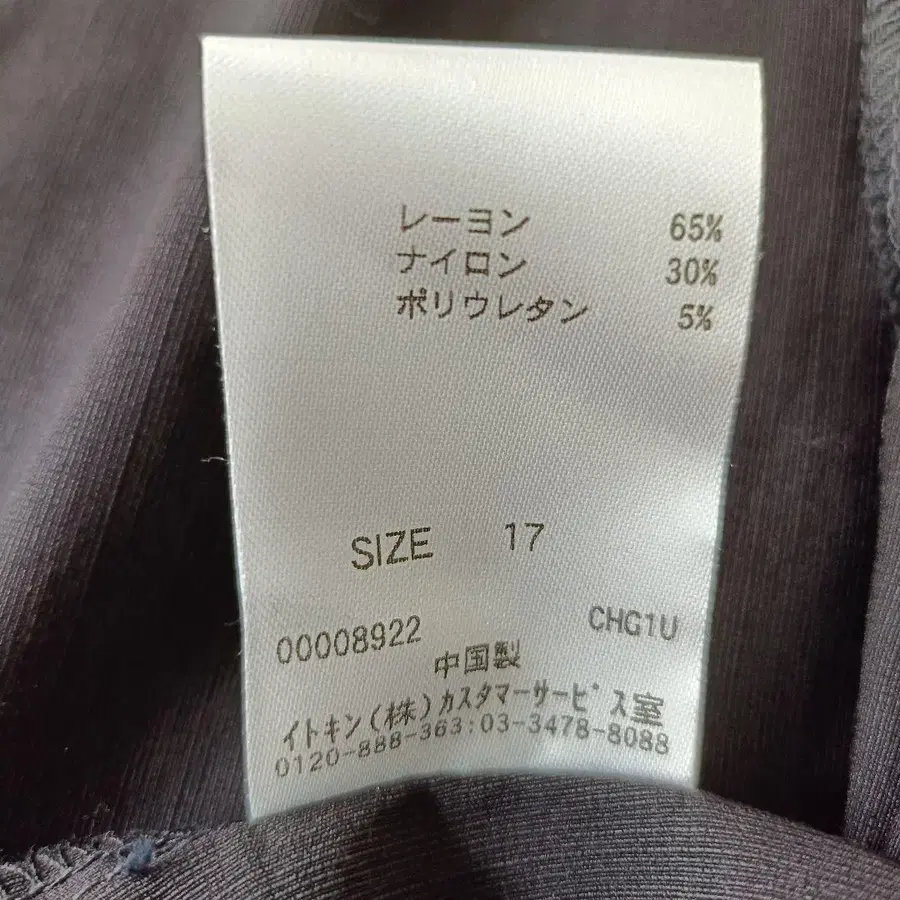 レーヨン 65%
ナイロン 30%
ポリウレタン 5%
SIZE 17
00008922 CHG1U
中国製
イトキン(株)カスタマーサービス室
0120-888-363:03-3478-8088